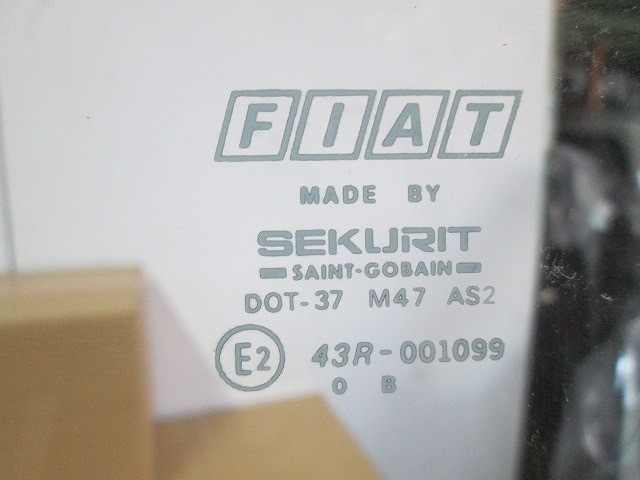 FIAT
MADE BY
SEKURIT
SAINT-GOBAIN
DOT-37 M47 AS2
E2 43R-001099
0 B